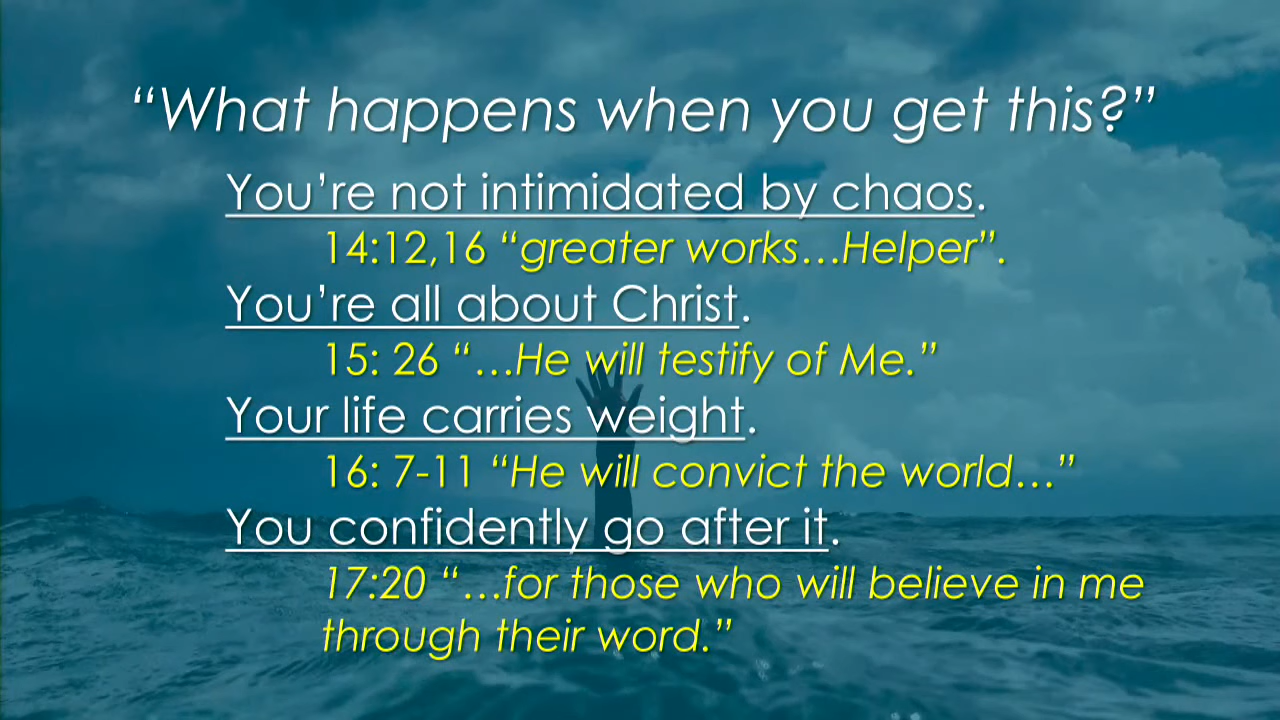 “What happens when you get this?”
You’re not intimidated by chaos.
14:12,16 “greater works…Helper”.
You’re all about Christ.
15: 26 “…He will testify of Me.”
Your life carries weight.
16: 7-11 “He will convict the world…”
You confidently go after it.
17:20 “…for those who will believe in me
through their word.”